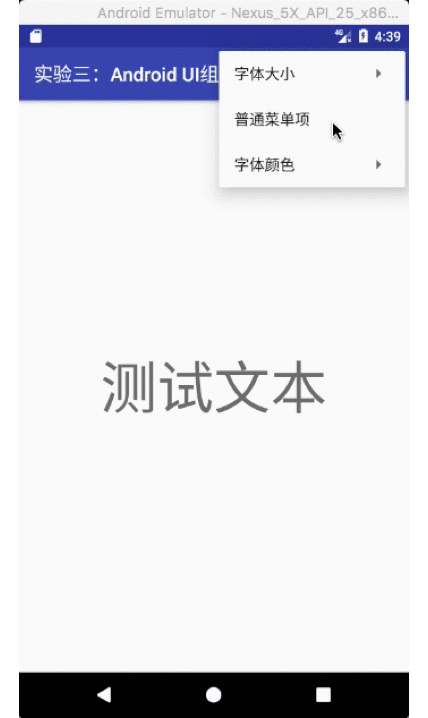 Android Emulator - Nexus_5X_API_25_x86...
4G 4:39
实验三：Android UI组
字体大小
普通菜单项
字体颜色
测试文本